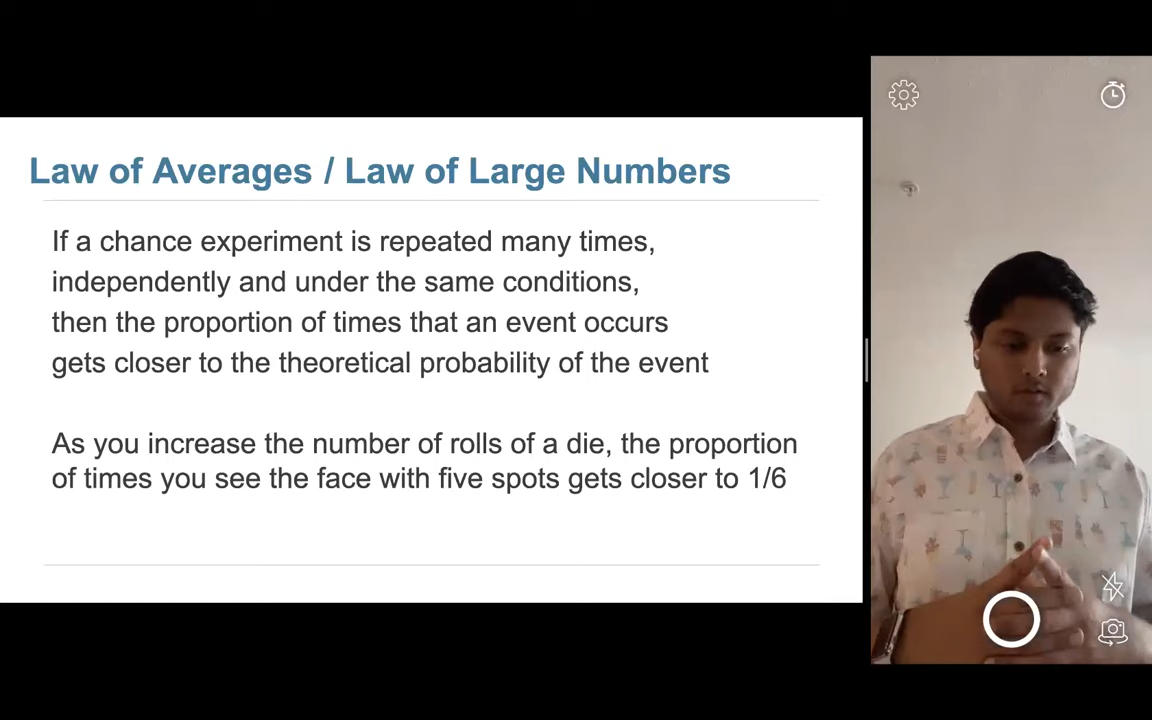 Law of Averages / Law of Large Numbers
If a chance experiment is repeated many times,
independently and under the same conditions,
then the proportion of times that an event occurs
gets closer to the theoretical probability of the event
As you increase the number of rolls of a die, the proportion
of times you see the face with five spots gets closer to 1/6